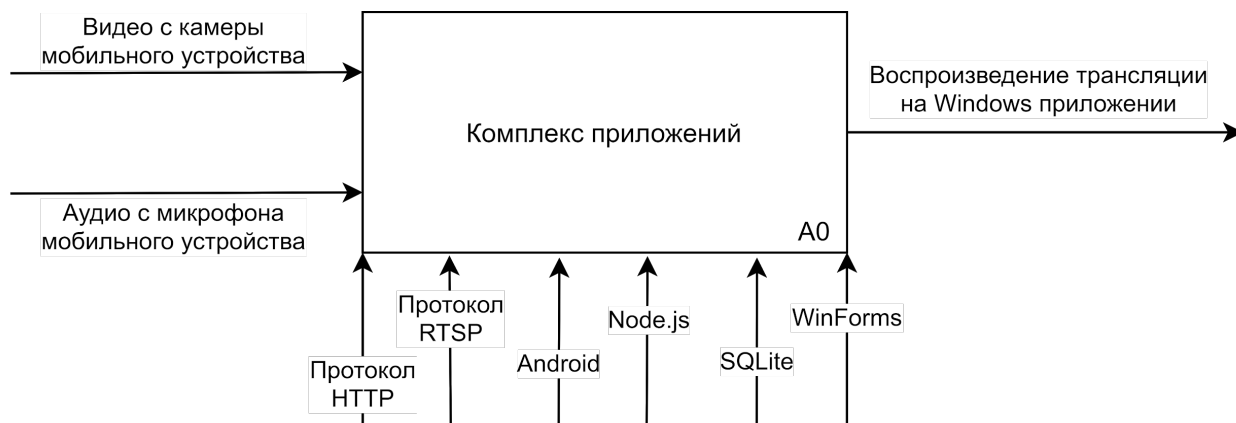 Видео с камеры
мобильного устройства
Воспроизведение трансляции
на Windows приложении
Комплекс приложений
Аудио с микрофона
мобильного устройства
A0
Протокол
HTTP
Протокол
RTSP
Android
Node.js
SQLite
WinForms